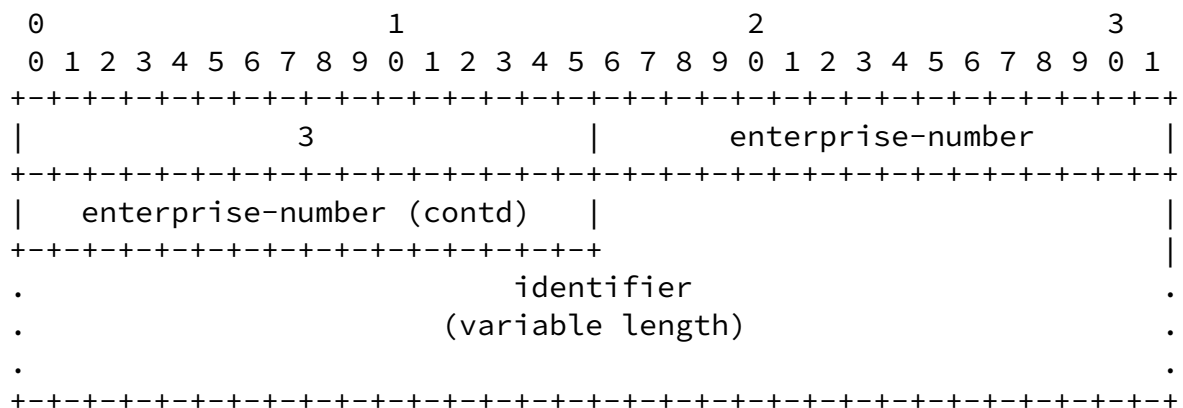 0                   1                   2                   3
 0 1 2 3 4 5 6 7 8 9 0 1 2 3 4 5 6 7 8 9 0 1 2 3 4 5 6 7 8 9 0 1
+-+-+-+-+-+-+-+-+-+-+-+-+-+-+-+-+-+-+-+-+-+-+-+-+-+-+-+-+-+-+-+-+
|               3               |       enterprise-number       |
+-+-+-+-+-+-+-+-+-+-+-+-+-+-+-+-+-+-+-+-+-+-+-+-+-+-+-+-+-+-+-+-+
|   enterprise-number (contd)   |                               |
+-+-+-+-+-+-+-+-+-+-+-+-+-+-+-+-+                               |
.                           identifier                          .
.                       (variable length)                       .
.                                                               .
+-+-+-+-+-+-+-+-+-+-+-+-+-+-+-+-+-+-+-+-+-+-+-+-+-+-+-+-+-+-+-+-+